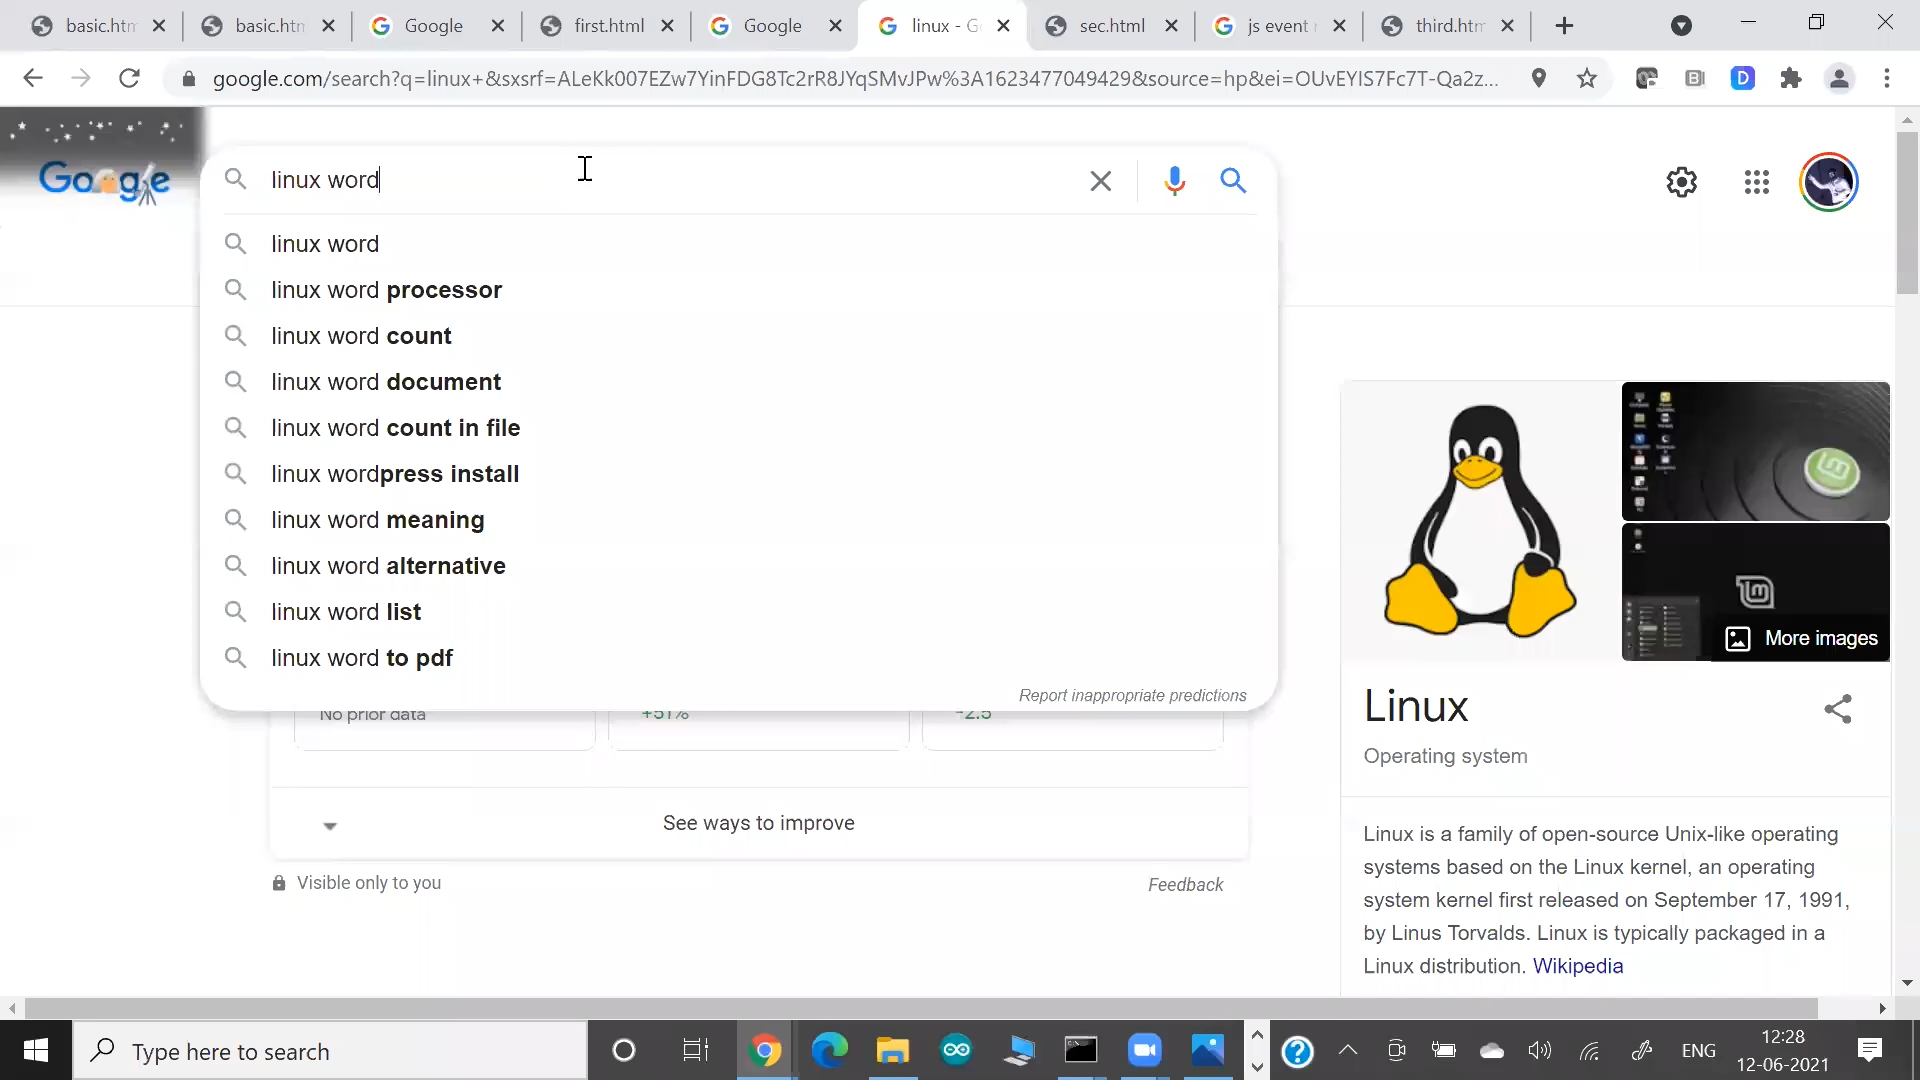 basic.htm
basic.htm
Google
first.html
Google
linux - G
sec.html
js event
third.htm
google.com/search?q=linux+&sxsrf=ALeKk007EZw7YinFDG8Tc2rR8JYqSMvJPw%3A1623477049429&source=hp&ei=OUvEYIS7Fc7T-Qa2z...
Google
linux word
linux word
linux word processor
linux word count
linux word document
linux word count in file
linux wordpress install
linux word meaning
linux word alternative
linux word list
linux word to pdf
Report inappropriate predictions
No prior data
+51%
-2.5
See ways to improve
Visible only to you
Feedback
More images
Linux
Operating system
Linux is a family of open-source Unix-like operating
systems based on the Linux kernel, an operating
system kernel first released on September 17, 1991,
by Linus Torvalds. Linux is typically packaged in a
Linux distribution. Wikipedia
Type here to search
ENG
12:28
12-06-2021